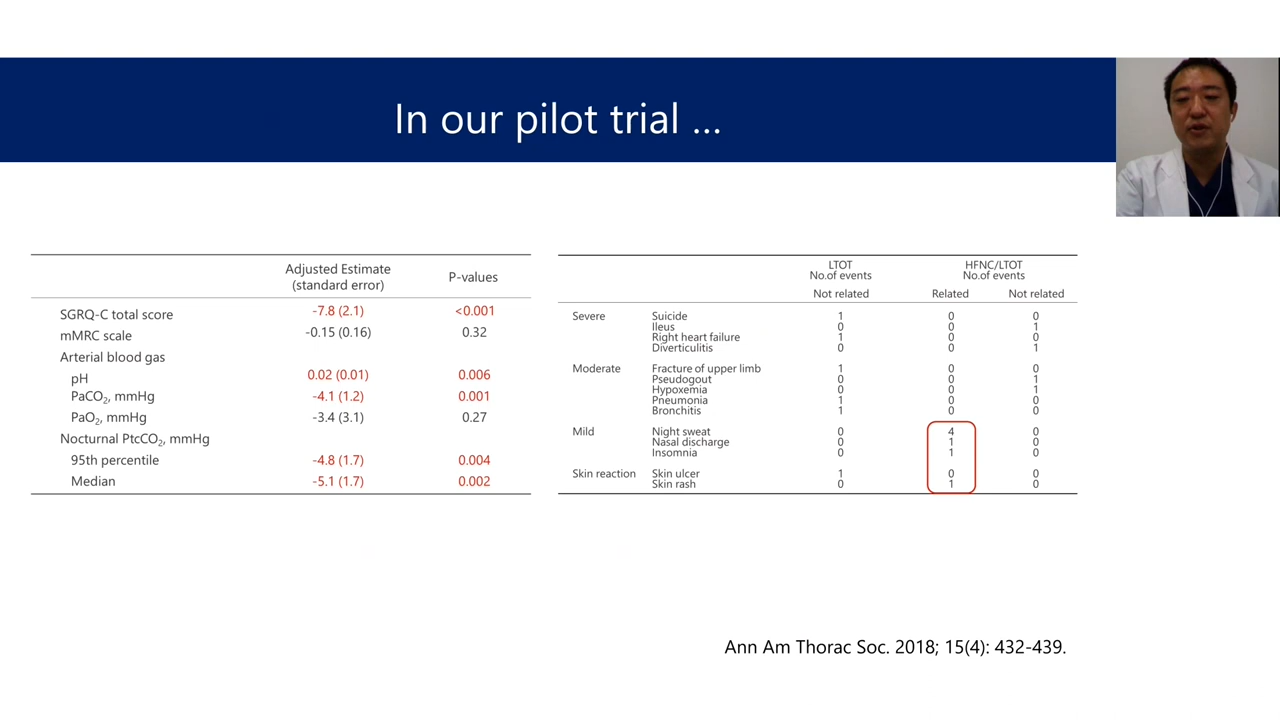 In our pilot trial ...
Adjusted Estimate (standard error) P-values
SGRQ-C total score -7.8 (2.1) <0.001
mMRC scale -0.15 (0.16) 0.32
Arterial blood gas
pH 0.02 (0.01) 0.006
PaCO2, mmHg -4.1 (1.2) 0.001
PaO2, mmHg -3.4 (3.1) 0.27
Nocturnal PtcCO2, mmHg
95th percentile -4.8 (1.7) 0.004
Median -5.1 (1.7) 0.002
LTOT HFNC/LTOT
No.of events No.of events
Not related Related Not related
Severe Suicide 1 0 0
Ileus 0 0 1
Right heart failure 1 0 0
Diverticulitis 0 0 1
Moderate Fracture of upper limb 1 0 0
Pseudogout 0 0 1
Hypoxemia 0 0 1
Pneumonia 1 0 0
Bronchitis 1 0 0
Mild Night sweat 0 4 0
Nasal discharge 0 1 0
Insomnia 0 1 0
Skin reaction Skin ulcer 1 0 0
Skin rash 0 1 0
Ann Am Thorac Soc. 2018; 15(4): 432-439.